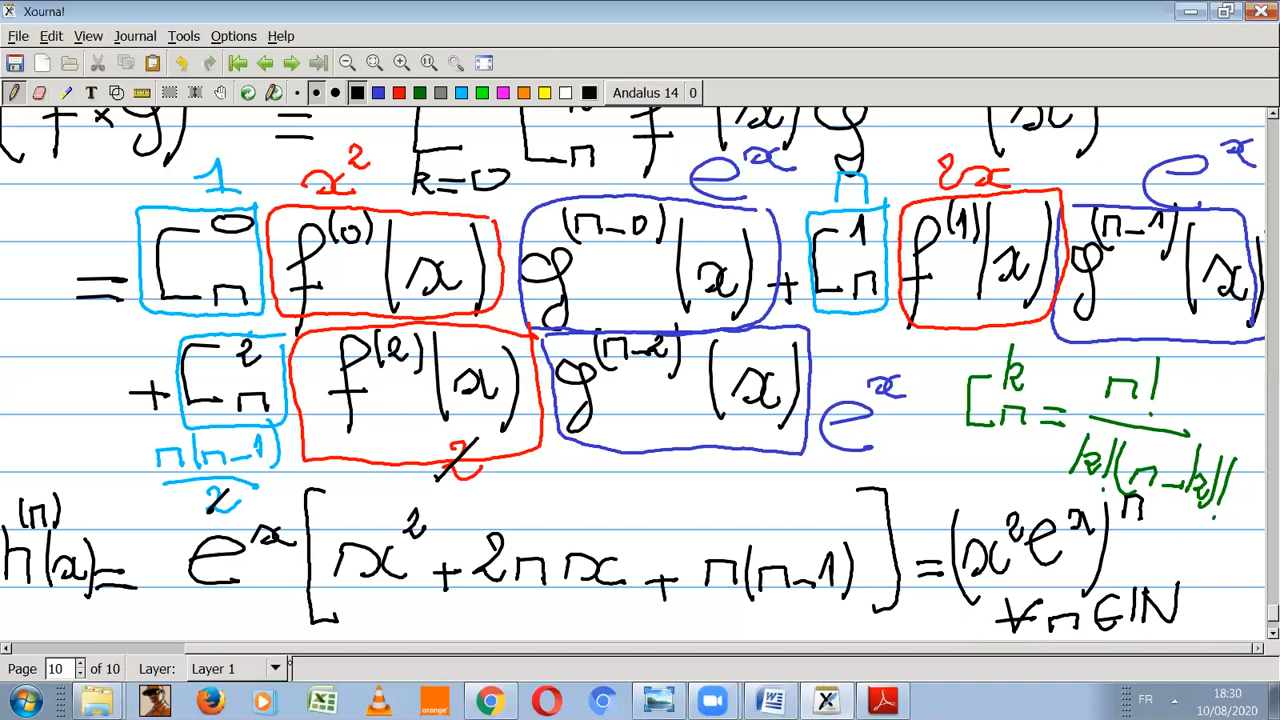 Xournal
File Edit View Journal Tools Options Help
Andalus 14 0
(f×g) = Σ C_n f (x) g (x)
k=0
1 x² e^x n 2x e^x
= C_n^0 f^(0)(x) g^(n-0)(x) + C_n^1 f^(1)(x) g^(n-1)(x)
+ C_n^2 f^(2)(x) g^(n-2)(x) e^x C_n^k = n!/k!(n-k)!
n(n-1)/2 2
h^(n)(x) = e^x [x² + 2nx + n(n-1)] = (x²e^x)^n
∀n∈IN
Page 10 of 10 Layer: Layer 1
orange
FR
18:30
10/08/2020